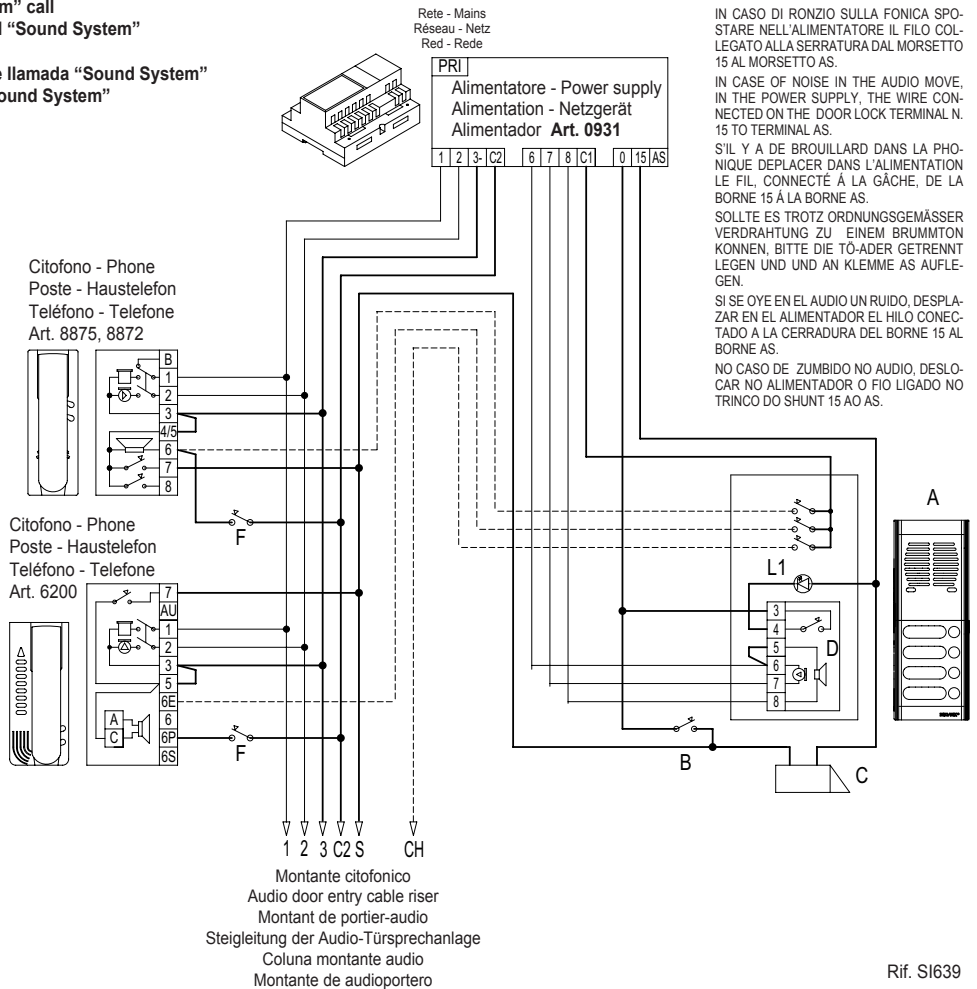 m” call
l “Sound System”
e llamada “Sound System”
ound System”
Rete - Mains
Réseau - Netz
Red - Rede
PRI
Alimentatore - Power supply
Alimentation - Netzgerät
Alimentador Art. 0931
1 2 3- C2 6 7 8 C1 0 15 AS
IN CASO DI RONZIO SULLA FONICA SPO-
STARE NELL'ALIMENTATORE IL FILO COL-
LEGATO ALLA SERRATURA DAL MORSETTO
15 AL MORSETTO AS.
IN CASE OF NOISE IN THE AUDIO MOVE,
IN THE POWER SUPPLY, THE WIRE CON-
NECTED ON THE DOOR LOCK TERMINAL N.
15 TO TERMINAL AS.
S'IL Y A DE BROUILLARD DANS LA PHO-
NIQUE DEPLACER DANS L'ALIMENTATION
LE FIL, CONNECTÉ Á LA GÂCHE, DE LA
BORNE 15 Á LA BORNE AS.
SOLLTE ES TROTZ ORDNUNGSGEMÄSSER
VERDRAHTUNG ZU EINEM BRUMMTON
KONNEN, BITTE DIE TÖ-ADER GETRENNT
LEGEN UND UND AN KLEMME AS AUFLE-
GEN.
SI SE OYE EN EL AUDIO UN RUIDO, DESPLA-
ZAR EN EL ALIMENTADOR EL HILO CONEC-
TADO A LA CERRADURA DEL BORNE 15 AL
BORNE AS.
NO CASO DE ZUMBIDO NO AUDIO, DESLO-
CAR NO ALIMENTADOR O FIO LIGADO NO
TRINCO DO SHUNT 15 AO AS.
Citofono - Phone
Poste - Haustelefon
Teléfono - Telefone
Art. 8875, 8872
B
1
2
3
4/5
6
7
8
F
Citofono - Phone
Poste - Haustelefon
Teléfono - Telefone
Art. 6200
7
AU
1
2
3
5
6E
6
6P
6S
A
C
F
A
L1
3
4
5
6
7
8
D
B
C
1 2 3 C2 S CH
Montante citofonico
Audio door entry cable riser
Montant de portier-audio
Steigleitung der Audio-Türsprechanlage
Coluna montante audio
Montante de audioportero
Rif. SI639